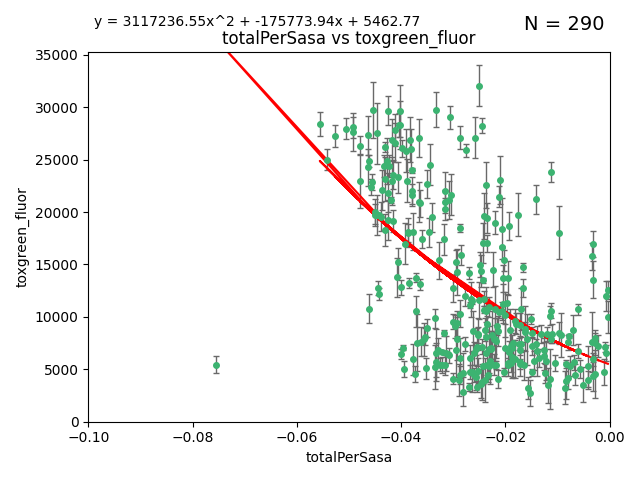 y = 3117236.55x^2 + -175773.94x + 5462.77
N = 290
totalPerSasa vs toxgreen_fluor
35000
30000
25000
20000
15000
10000
5000
0
toxgreen_fluor
−0.10
−0.08
−0.06
−0.04
−0.02
0.00
totalPerSasa